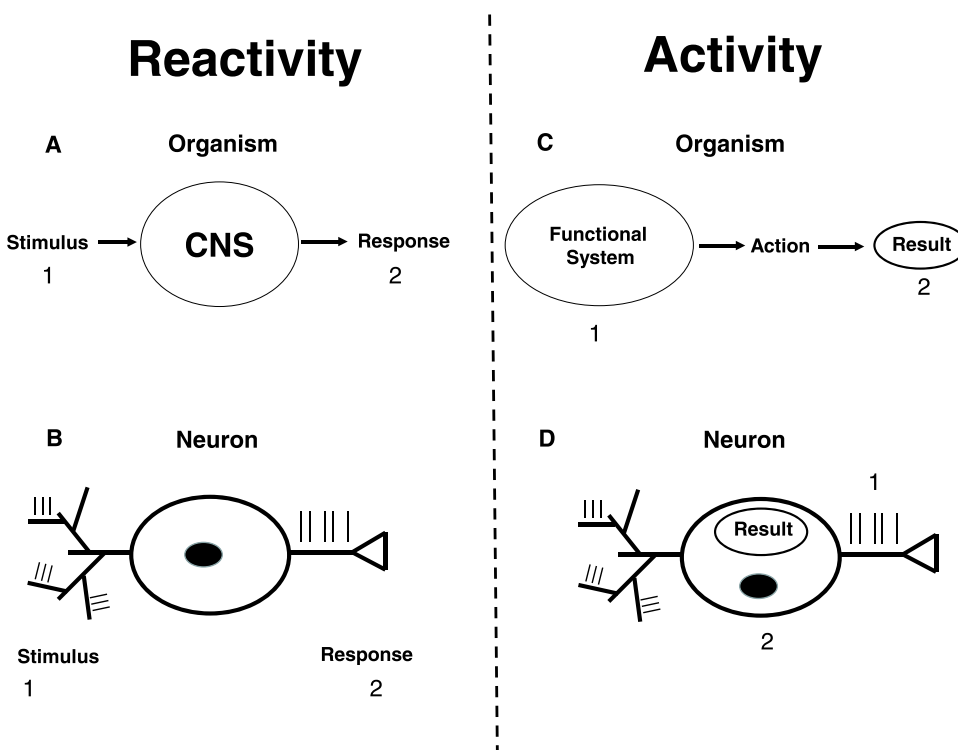 Reactivity
A
Organism
Stimulus
CNS
Response
1
2
B
Neuron
Stimulus
Response
1
2
Activity
C
Organism
Functional
System
Action
Result
2
1
D
Neuron
1
Result
2